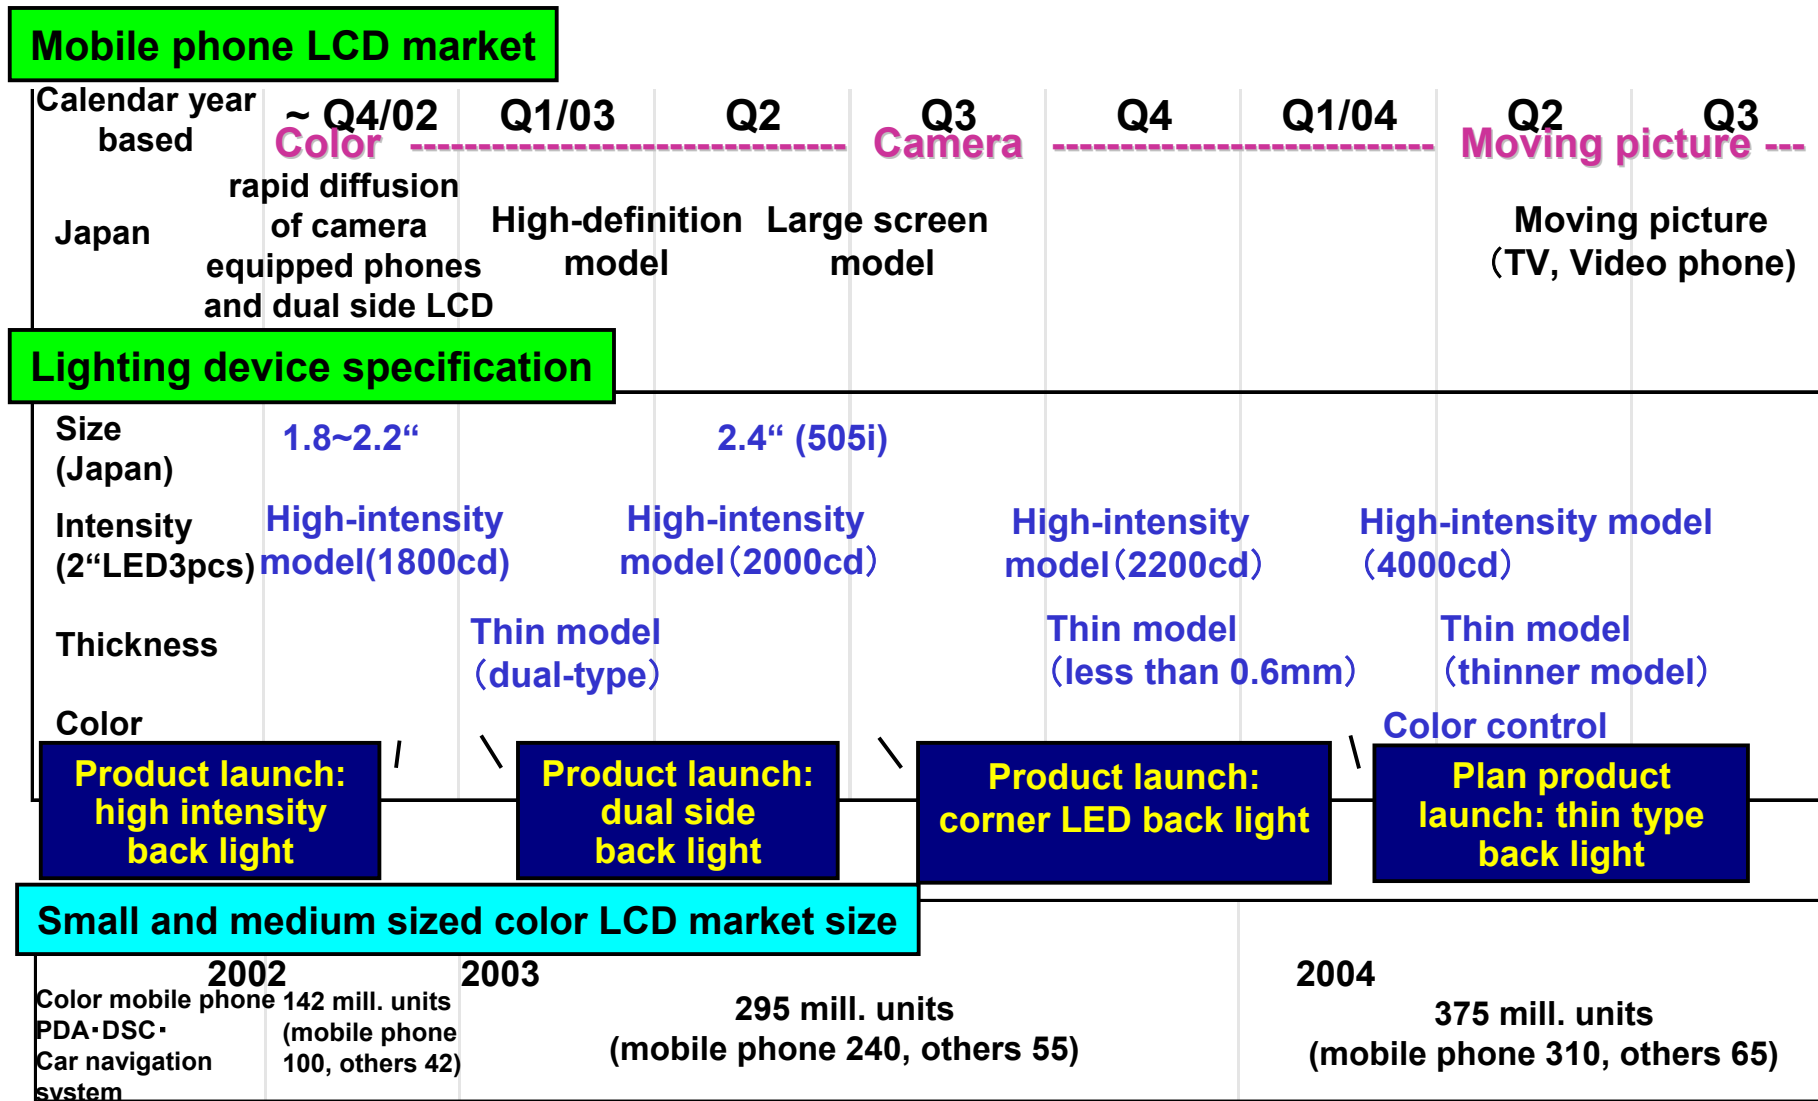 Mobile phone LCD market
Calendar year based ~ Q4/02 Q1/03 Q2 Q3 Q4 Q1/04 Q2 Q3
Color -------------------------------- Camera ---------------------------- Moving picture ---
Japan
rapid diffusion
of camera
equipped phones
and dual side LCD
High-definition
model
Large screen
model
Moving picture
（TV, Video phone)
Lighting device specification
Size
(Japan)
1.8~2.2“
2.4“ (505i)
Intensity
(2“LED3pcs)
High-intensity
model(1800cd)
High-intensity
model（2000cd）
High-intensity
model（2200cd）
High-intensity model
（4000cd）
Thickness
Thin model
（dual-type）
Thin model
（less than 0.6mm）
Thin model
（thinner model）
Color
Color control
Product launch:
high intensity
back light
Product launch:
dual side
back light
Product launch:
corner LED back light
Plan product
launch: thin type
back light
Small and medium sized color LCD market size
2002 2003 2004
Color mobile phone
PDA・DSC・
Car navigation
system
142 mill. units
(mobile phone
100, others 42)
295 mill. units
(mobile phone 240, others 55)
375 mill. units
(mobile phone 310, others 65)